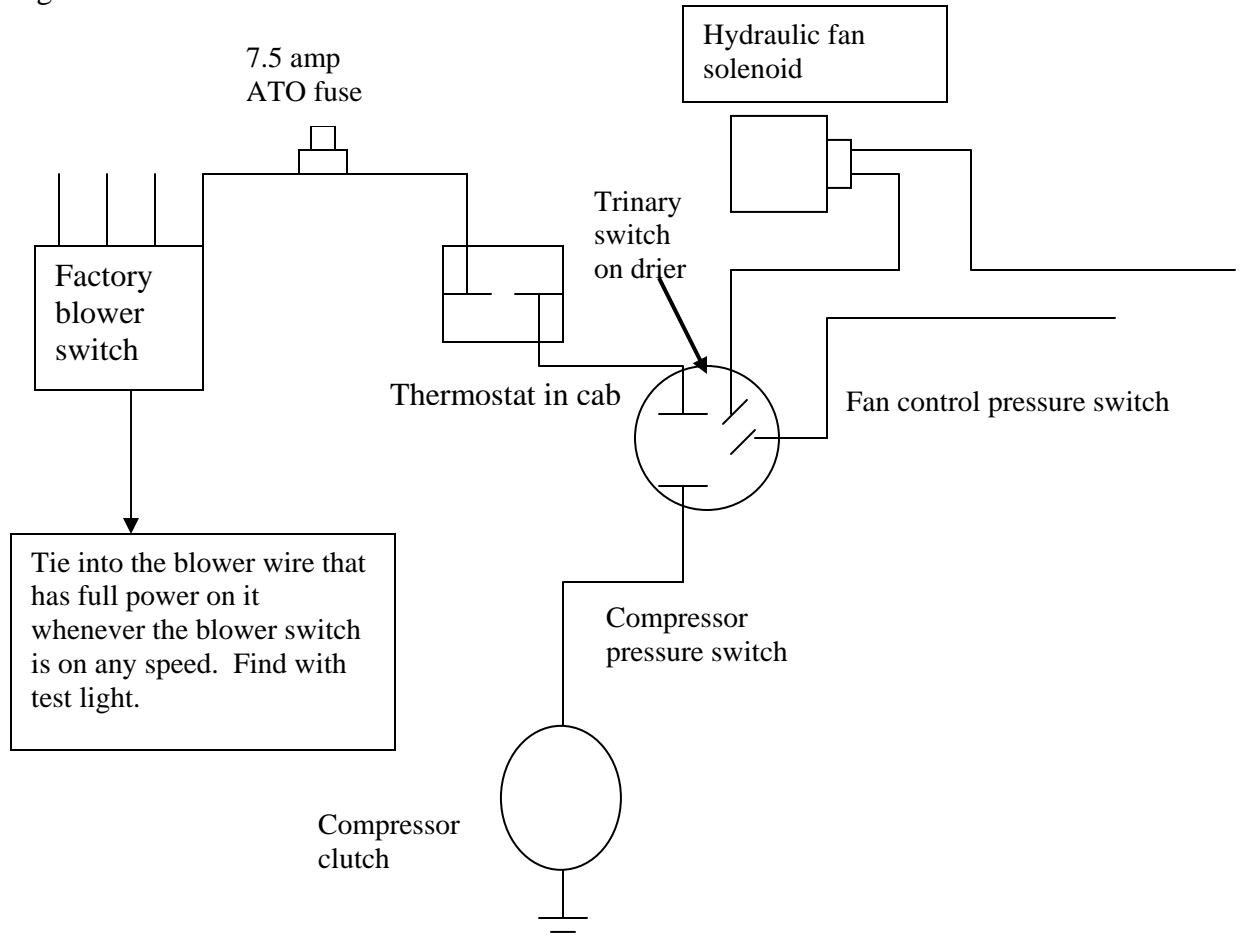 7.5 amp
ATO fuse
Hydraulic fan
solenoid
Trinary
switch
on drier
Factory
blower
switch
Thermostat in cab
Fan control pressure switch
Tie into the blower wire that
has full power on it
whenever the blower switch
is on any speed.  Find with
test light.
Compressor
pressure switch
Compressor
clutch